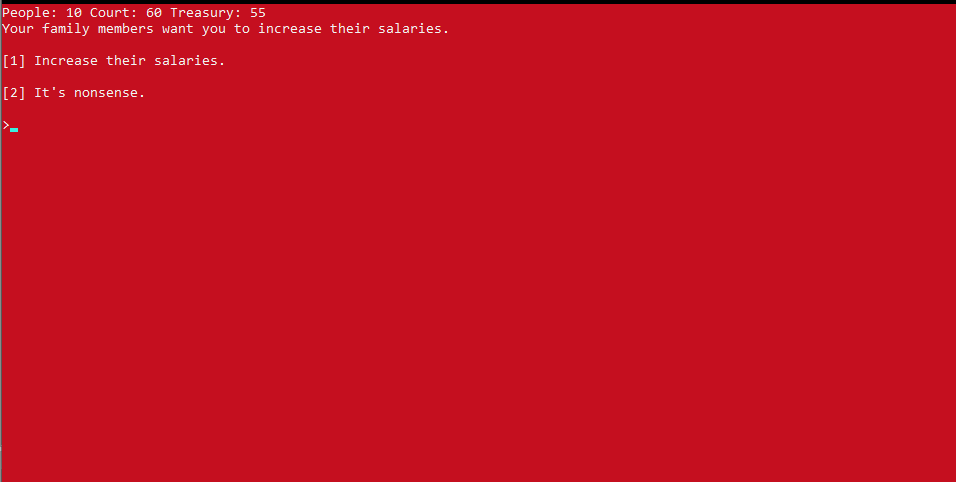 People: 10 Court: 60 Treasury: 55
Your family members want you to increase their salaries.
[1] Increase their salaries.
[2] It's nonsense.
>